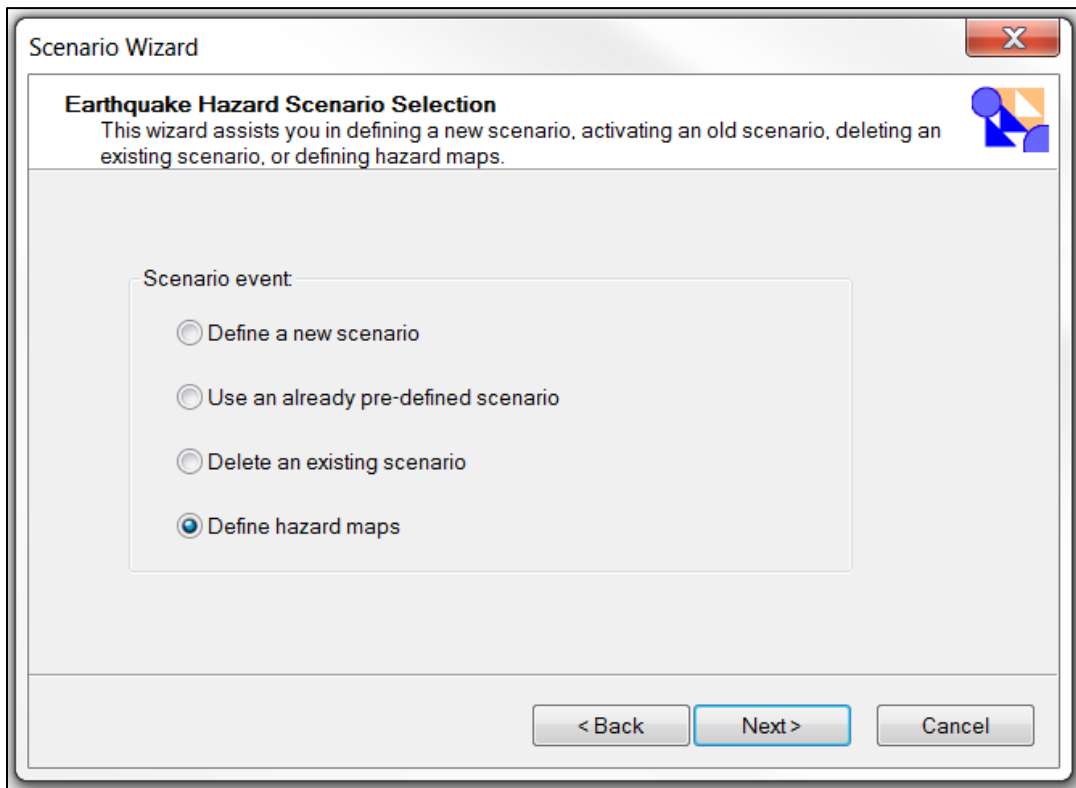 Scenario Wizard
X
Earthquake Hazard Scenario Selection
This wizard assists you in defining a new scenario, activating an old scenario, deleting an
existing scenario, or defining hazard maps.
Scenario event:
Define a new scenario
Use an already pre-defined scenario
Delete an existing scenario
Define hazard maps
< Back Next > Cancel